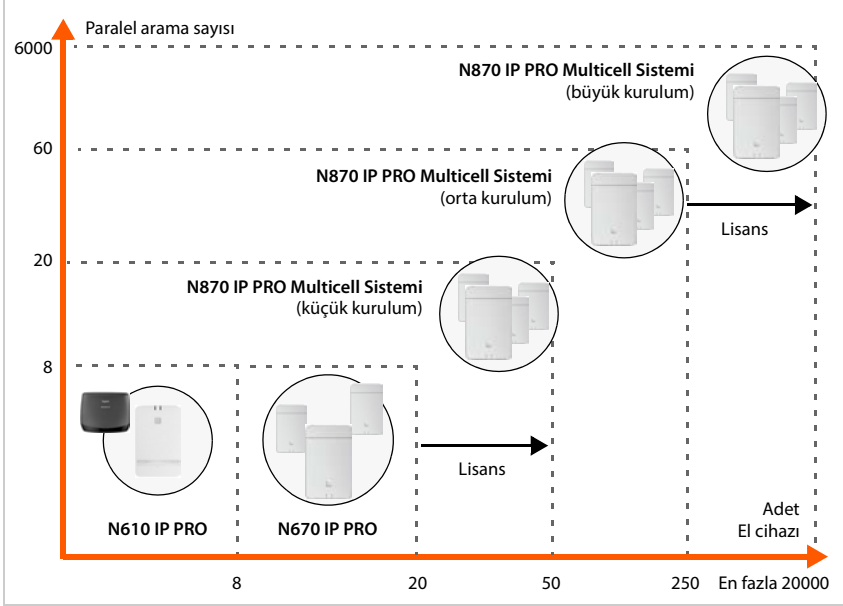 Paralel arama sayısı
6000
N870 IP PRO Multicell Sistemi
(büyük kurulum)
60
N870 IP PRO Multicell Sistemi
(orta kurulum)
Lisans
20
N870 IP PRO Multicell Sistemi
(küçük kurulum)
8
Lisans
N610 IP PRO
N670 IP PRO
Adet
El cihazı
8
20
50
250
En fazla 20000